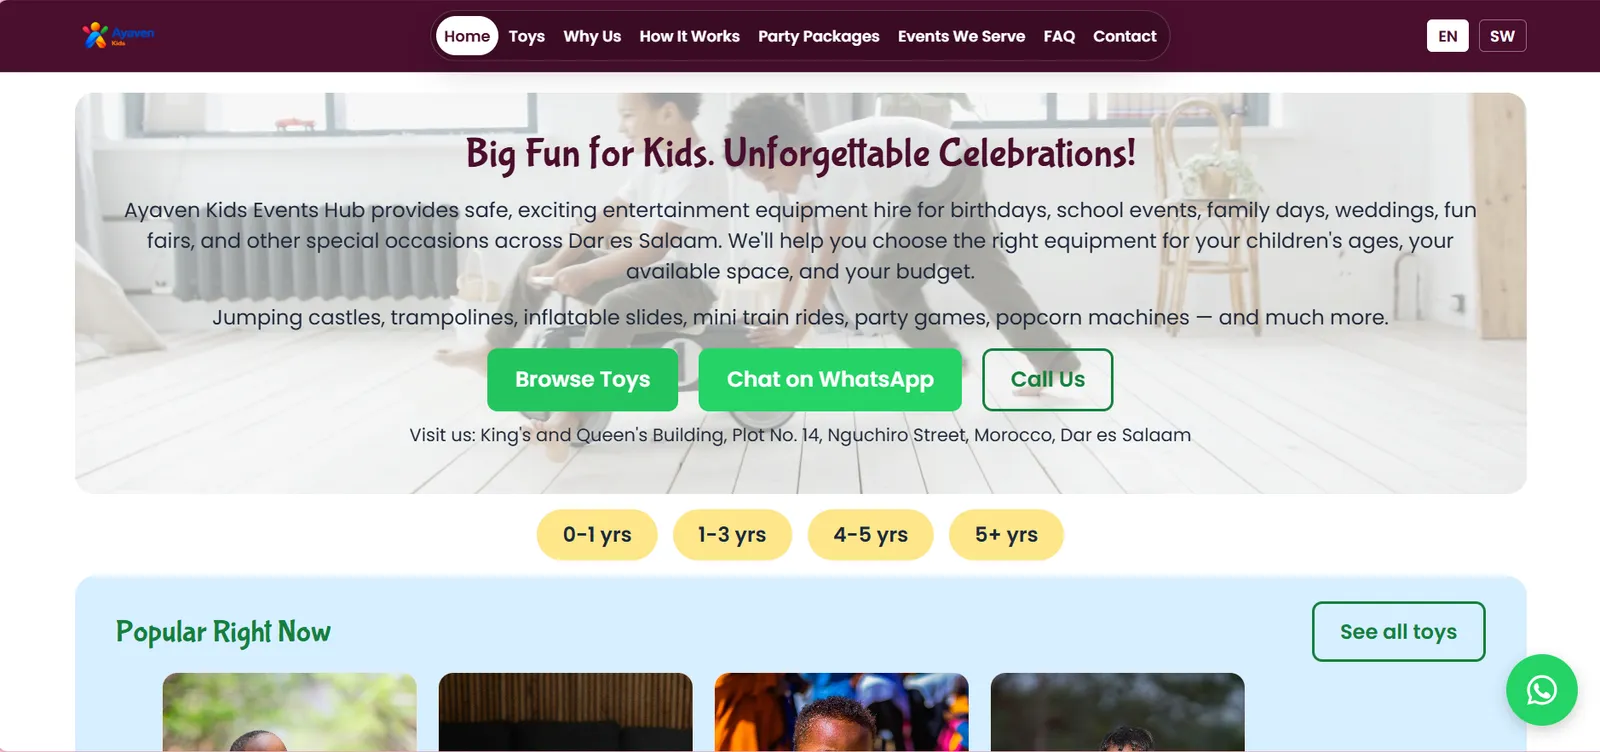 Ayaven
Kids
Home Toys Why Us How It Works Party Packages Events We Serve FAQ Contact
EN SW
Big Fun for Kids. Unforgettable Celebrations!
Ayaven Kids Events Hub provides safe, exciting entertainment equipment hire for birthdays, school events, family days, weddings, fun
fairs, and other special occasions across Dar es Salaam. We'll help you choose the right equipment for your children's ages, your
available space, and your budget.
Jumping castles, trampolines, inflatable slides, mini train rides, party games, popcorn machines — and much more.
Browse Toys Chat on WhatsApp Call Us
Visit us: King's and Queen's Building, Plot No. 14, Nguchiro Street, Morocco, Dar es Salaam
0-1 yrs 1-3 yrs 4-5 yrs 5+ yrs
Popular Right Now
See all toys